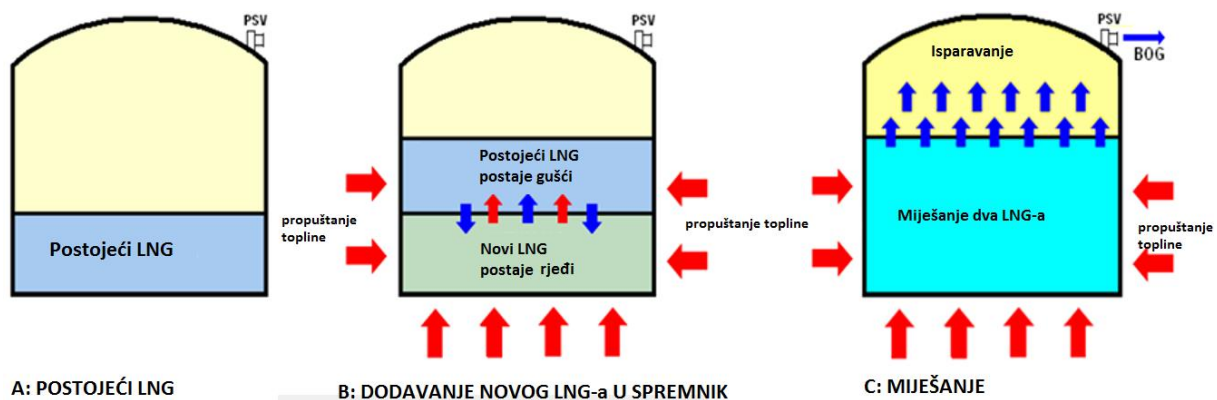 PSV
Postojeći LNG
A: POSTOJEĆI LNG
PSV
Postojeći LNG
postaje gušći
propuštanje
topline
propuštanje topline
Novi LNG
postaje rjeđi
B: DODAVANJE NOVOG LNG-a U SPREMNIK
PSV
BOG
Isparavanje
Miješanje dva LNG-a
propuštanje
topline
C: MIJEŠANJE